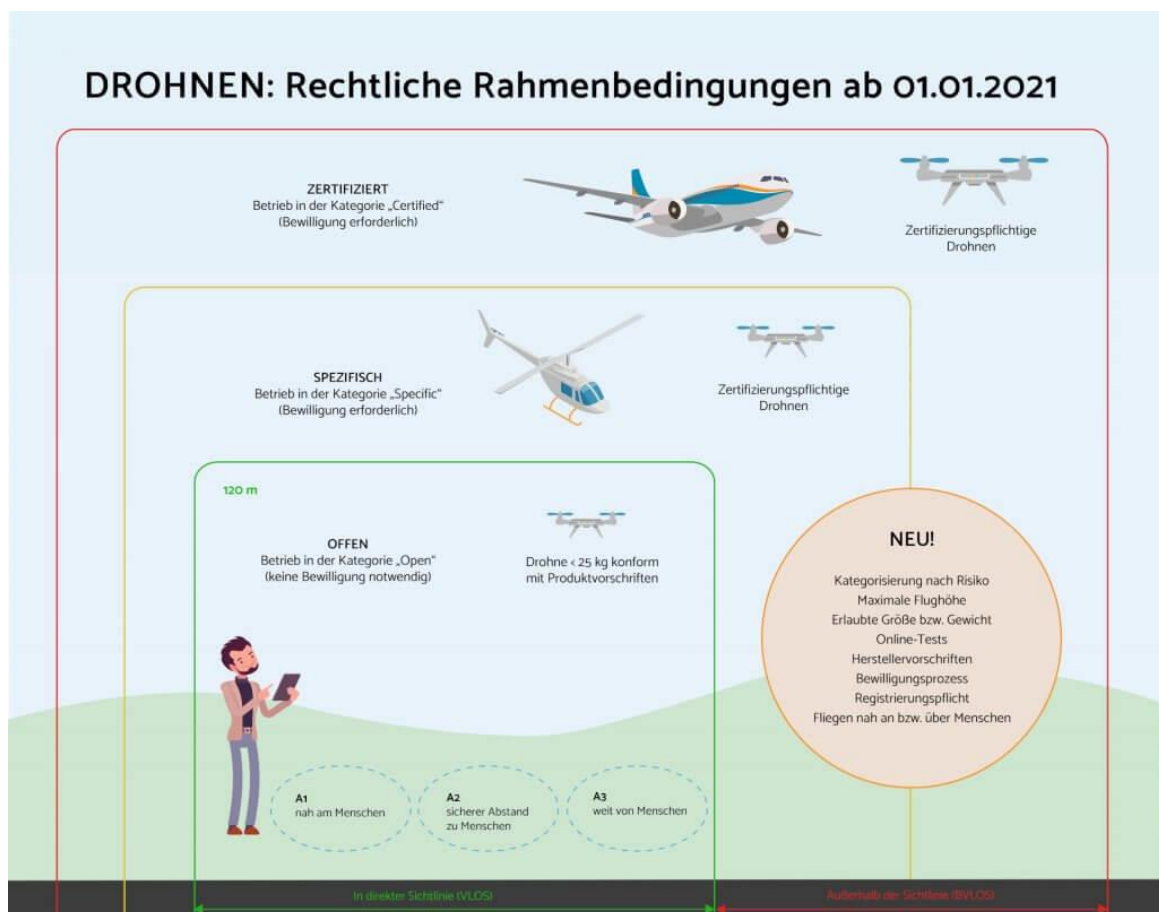 DROHNEN: Rechtliche Rahmenbedingungen ab 01.01.2021
ZERTIFIZIERT
Betrieb in der Kategorie „Certified“
(Bewilligung erforderlich)
Zertifizierungspflichtige
Drohnen
SPEZIFISCH
Betrieb in der Kategorie „Specific“
(Bewilligung erforderlich)
Zertifizierungspflichtige
Drohnen
120 m
OFFEN
Betrieb in der Kategorie „Open“
(keine Bewilligung notwendig)
Drohne < 25 kg konform
mit Produktvorschriften
NEU!
Kategorisierung nach Risiko
Maximale Flughöhe
Erlaubte Größe bzw. Gewicht
Online-Tests
Herstellervorschriften
Bewilligungsprozess
Registrierungspflicht
Fliegen nah an bzw. über Menschen
A1
nah am Menschen
A2
sicherer Abstand
zu Menschen
A3
weit von Menschen
In direkter Sichtlinie (VLOS)
Außerhalb der Sichtlinie (BVLOS)